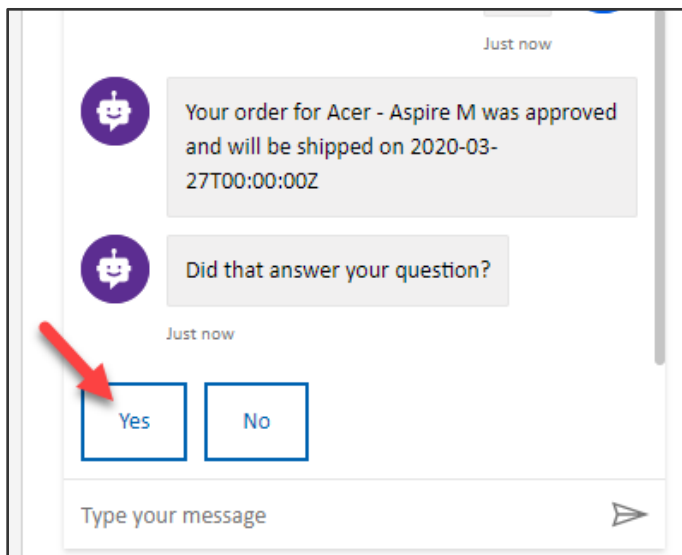 Just now
Your order for Acer - Aspire M was approved
and will be shipped on 2020-03-
27T00:00:00Z
Did that answer your question?
Just now
Yes
No
Type your message